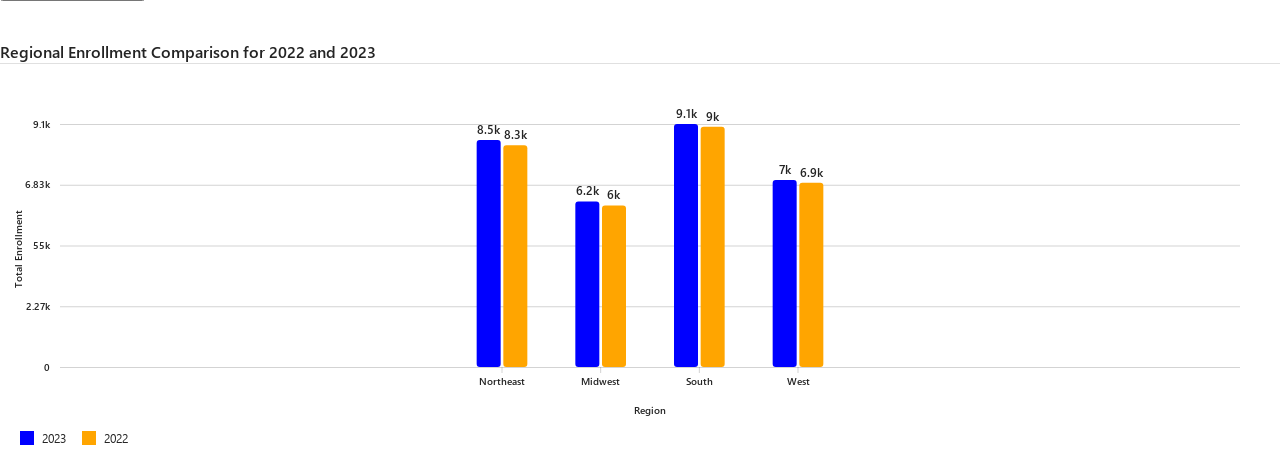 Regional Enrollment Comparison for 2022 and 2023
Total Enrollment
9.1k
6.83k
55k
2.27k
0
8.5k 8.3k
6.2k 6k
9.1k 9k
7k 6.9k
Northeast Midwest South West
Region
2023 2022